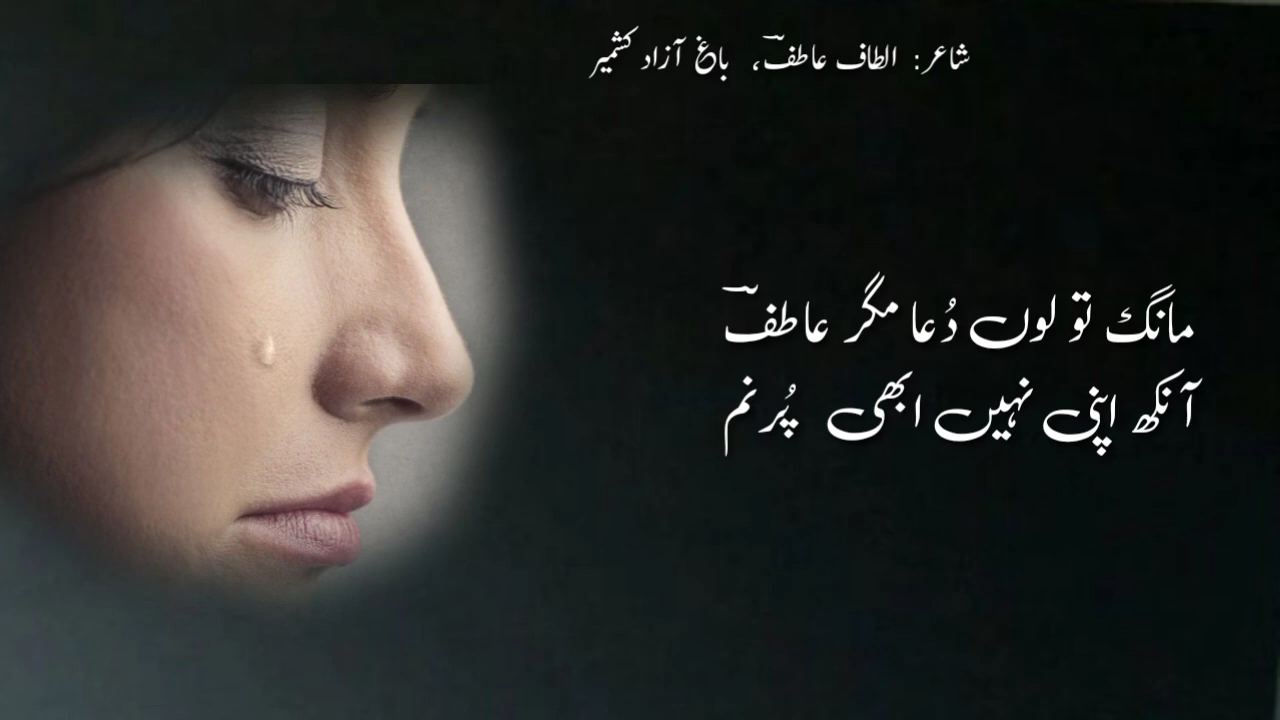 شاعر: الطاف عاطفؔ، باغ آزاد کشمیر
مانگ تو لوں دُعا مگر عاطفؔ
آنکھ اپنی نہیں ابھی پُرنم